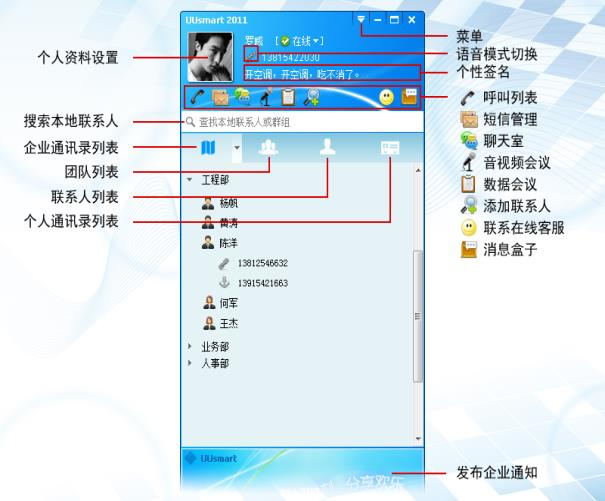 UUsmart 2011
罗威 [ 在线 ]
13815422030
开空调，开空调，吃不消了。
查找本地联系人或群组
工程部
杨帆
黄涛
陈洋
13812546632
13915421663
何军
王杰
业务部
人事部
UUsmart
分享欢乐
个人资料设置
搜索本地联系人
企业通讯录列表
团队列表
联系人列表
个人通讯录列表
菜单
语音模式切换
个性签名
呼叫列表
短信管理
聊天室
音视频会议
数据会议
添加联系人
联系在线客服
消息盒子
发布企业通知